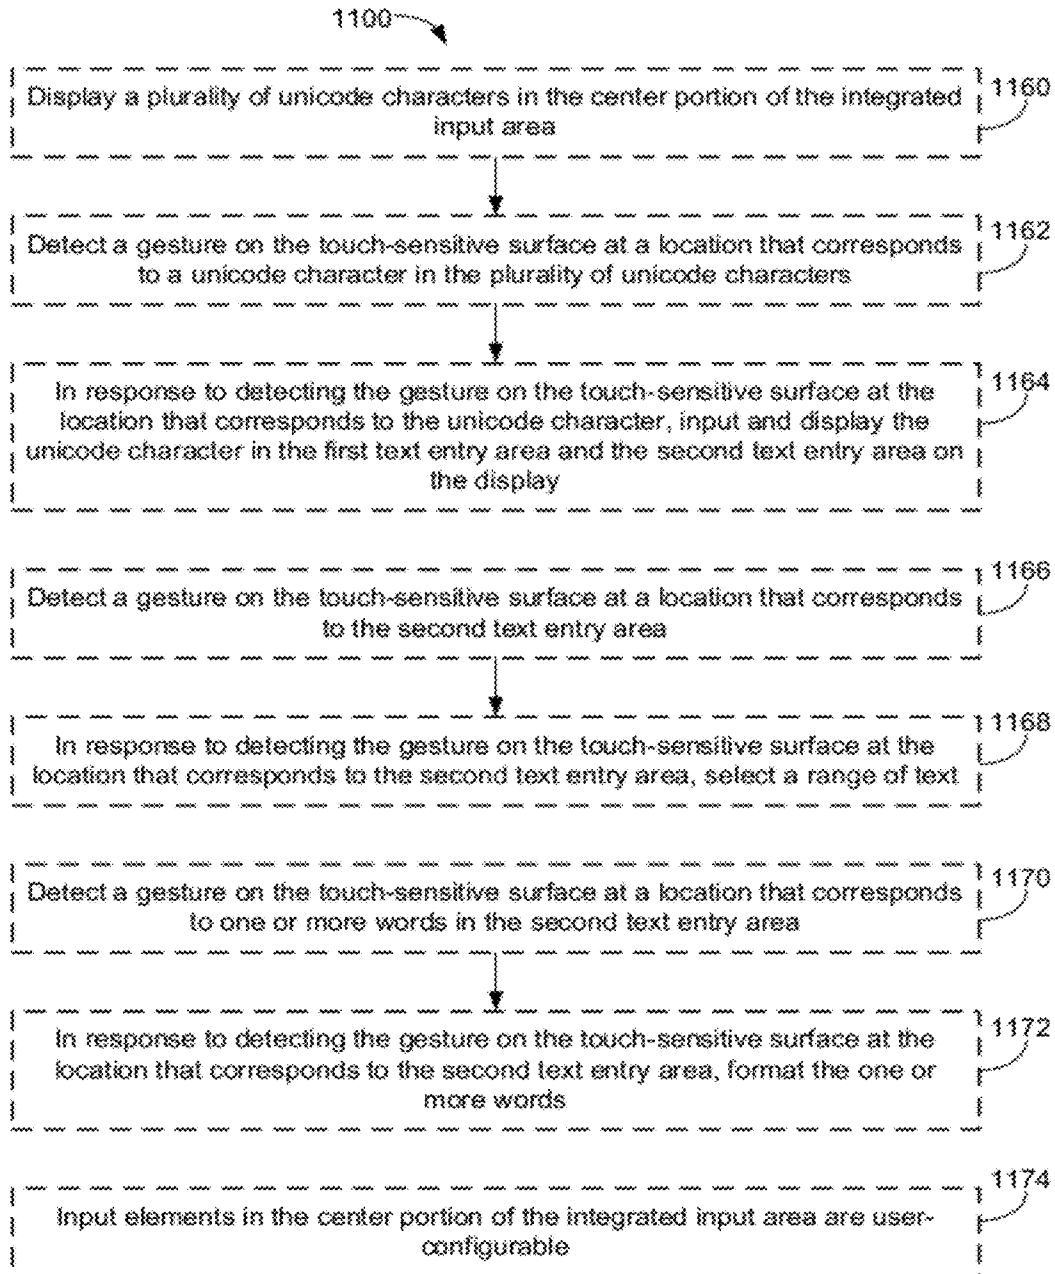 1100
Display a plurality of unicode characters in the center portion of the integrated
input area
1160
Detect a gesture on the touch-sensitive surface at a location that corresponds
to a unicode character in the plurality of unicode characters
1162
In response to detecting the gesture on the touch-sensitive surface at the
location that corresponds to the unicode character, input and display the
unicode character in the first text entry area and the second text entry area on
the display
1164
Detect a gesture on the touch-sensitive surface at a location that corresponds
to the second text entry area
1166
In response to detecting the gesture on the touch-sensitive surface at the
location that corresponds to the second text entry area, select a range of text
1168
Detect a gesture on the touch-sensitive surface at a location that corresponds
to one or more words in the second text entry area
1170
In response to detecting the gesture on the touch-sensitive surface at the
location that corresponds to the second text entry area, format the one or
more words
1172
Input elements in the center portion of the integrated input area are user-
configurable
1174